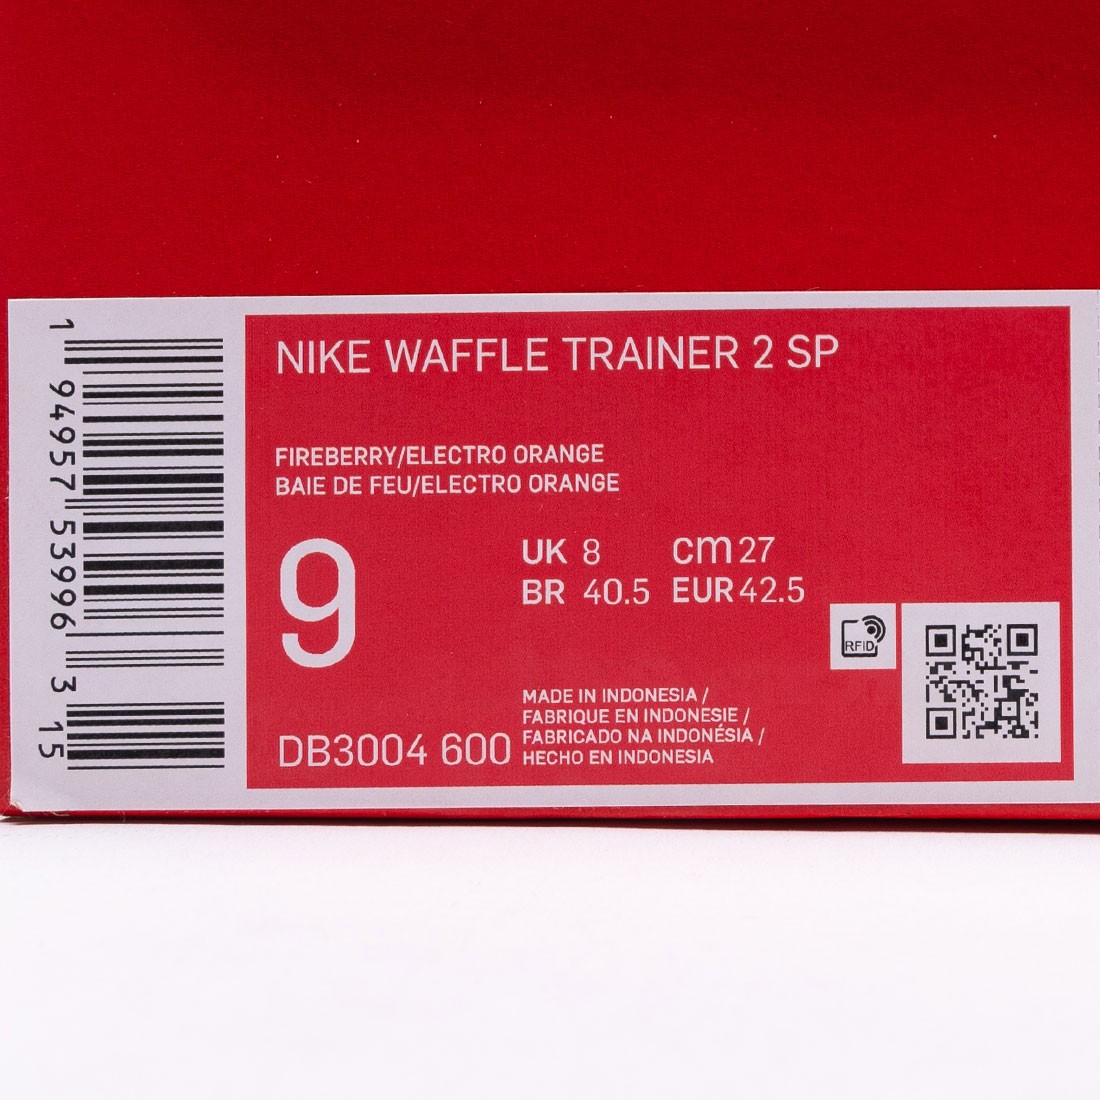 NIKE WAFFLE TRAINER 2 SP
FIREBERRY/ELECTRO ORANGE
BAIE DE FEU/ELECTRO ORANGE
9
UK 8 cm 27
BR 40.5 EUR 42.5
RFID
DB3004 600
MADE IN INDONESIA /
FABRIQUE EN INDONESIE /
FABRICADO NA INDONÉSIA /
HECHO EN INDONESIA
1 94957 53996 3 15